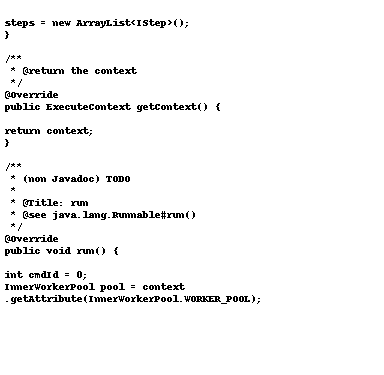 steps = new ArrayList<IStep>();
}
/**
* @return the context
*/
@Override
public ExecuteContext getContext() {
return context;
}
/**
* (non Javadoc) TODO
*
* @Title: run
* @see java.lang.Runnable#run()
*/
@Override
public void run() {
int cmdId = 0;
InnerWorkerPool pool = context
.getAttribute(InnerWorkerPool.WORKER_POOL);